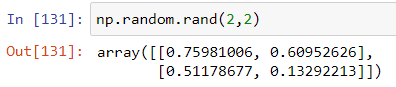 In [131]: np.random.rand(2,2)
Out[131]: array([[0.75981006, 0.60952626],
[0.51178677, 0.13292213]])